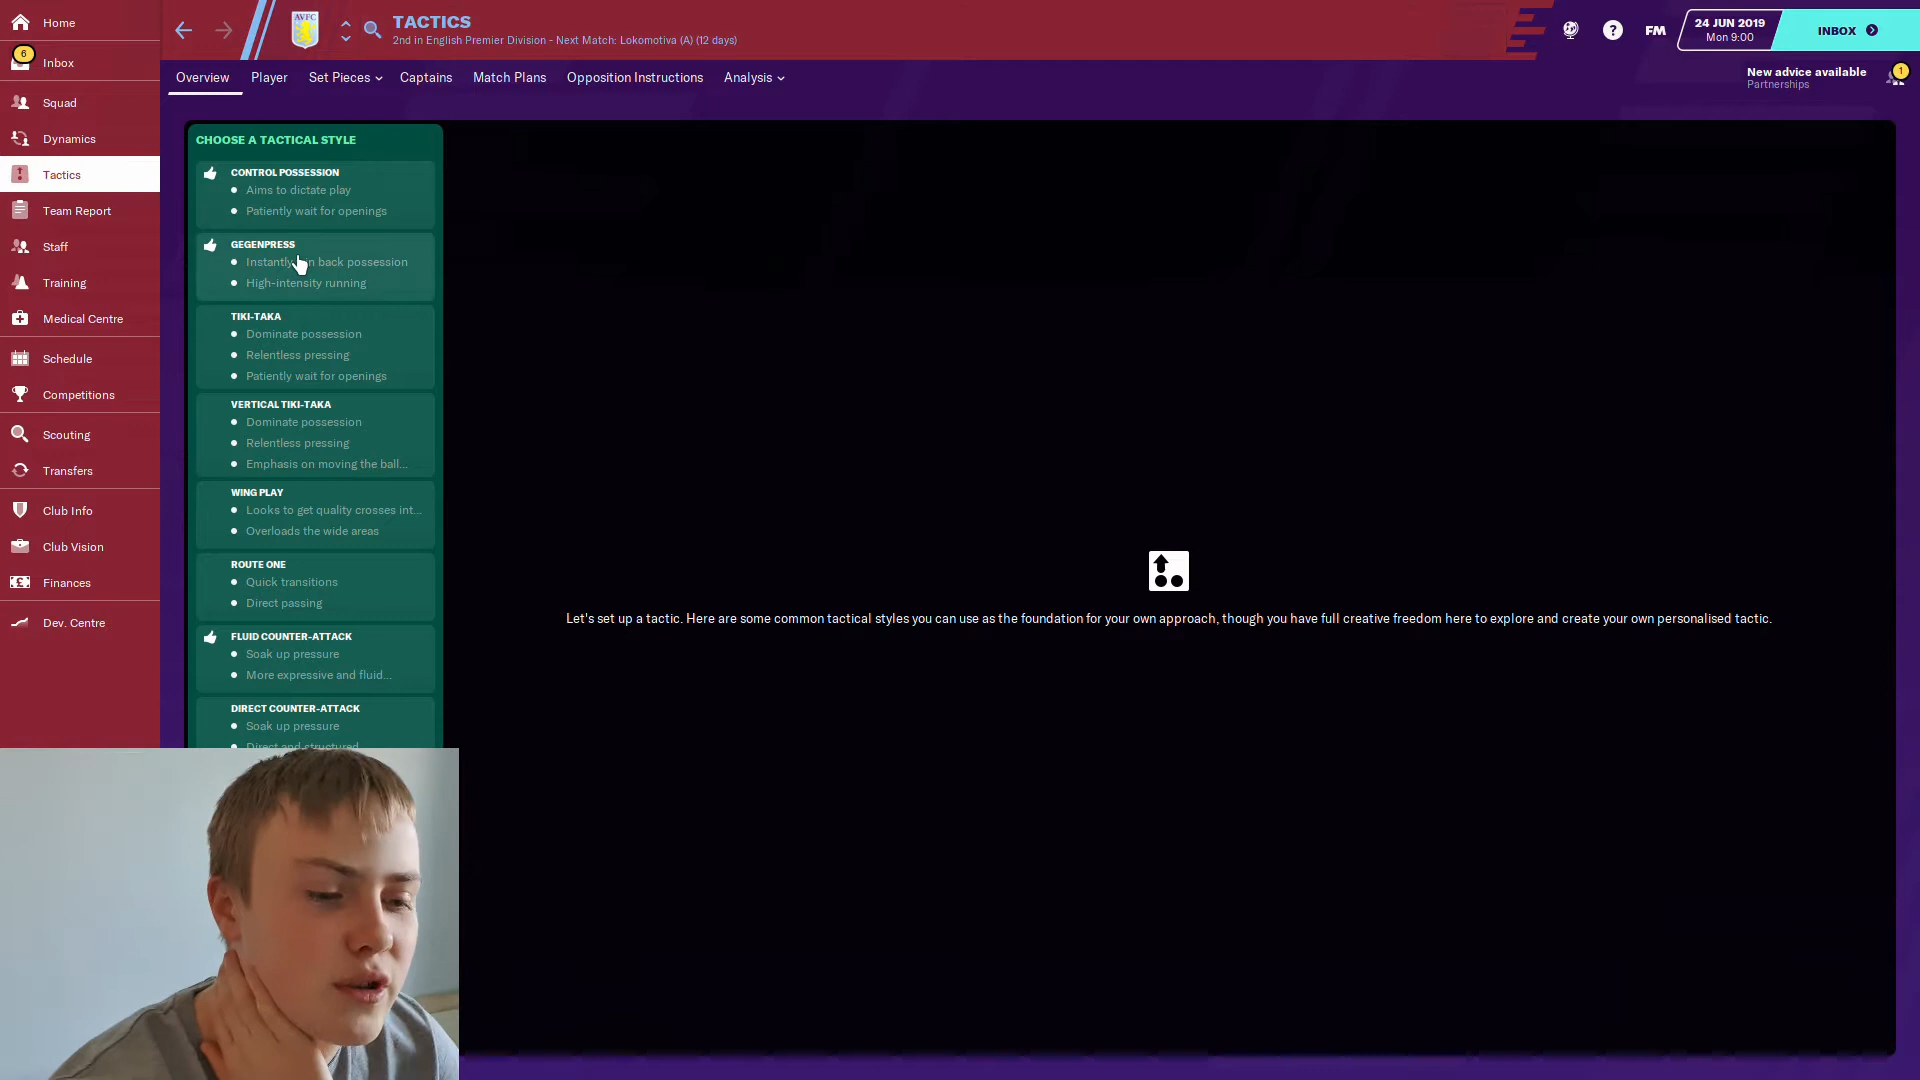 Home
6
Inbox
Squad
Dynamics
Tactics
Team Report
Staff
Training
Medical Centre
Schedule
Competitions
Scouting
Transfers
Club Info
Club Vision
Finances
Dev. Centre
AVFC
TACTICS
2nd in English Premier Division - Next Match: Lokomotiva (A) (12 days)
?
FM
24 JUN 2019
Mon 9:00
INBOX
Overview
Player
Set Pieces
Captains
Match Plans
Opposition Instructions
Analysis
New advice available
Partnerships
1
CHOOSE A TACTICAL STYLE
CONTROL POSSESSION
Aims to dictate play
Patiently wait for openings
GEGENPRESS
Instantly back possession
High-intensity running
TIKI-TAKA
Dominate possession
Relentless pressing
Patiently wait for openings
VERTICAL TIKI-TAKA
Dominate possession
Relentless pressing
Emphasis on moving the ball...
WING PLAY
Looks to get quality crosses int...
Overloads the wide areas
ROUTE ONE
Quick transitions
Direct passing
FLUID COUNTER-ATTACK
Soak up pressure
More expressive and fluid...
DIRECT COUNTER-ATTACK
Soak up pressure
Direct and structured
Let's set up a tactic. Here are some common tactical styles you can use as the foundation for your own approach, though you have full creative freedom here to explore and create your own personalised tactic.